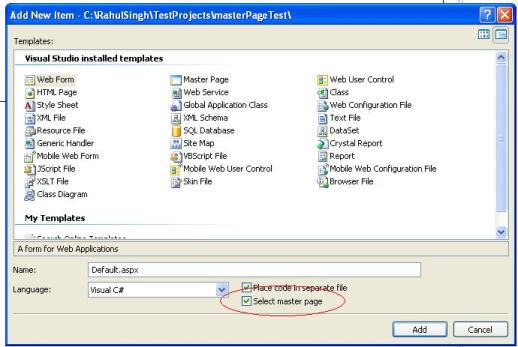 Add New Item - C:\RahulSingh\TestProjects\masterPageTest\
Templates:
Visual Studio installed templates
Web Form
Master Page
Web User Control
HTML Page
Web Service
Class
Style Sheet
Global Application Class
Web Configuration File
XML File
XML Schema
Text File
Resource File
SQL Database
DataSet
Generic Handler
Site Map
Crystal Report
Mobile Web Form
VBScript File
Report
JScript File
Mobile Web User Control
Mobile Web Configuration File
XSLT File
Skin File
Browser File
Class Diagram
My Templates
Search Online Templates
A form for Web Applications
Name:
Default.aspx
Language:
Visual C#
Place code in separate file
Select master page
Add
Cancel